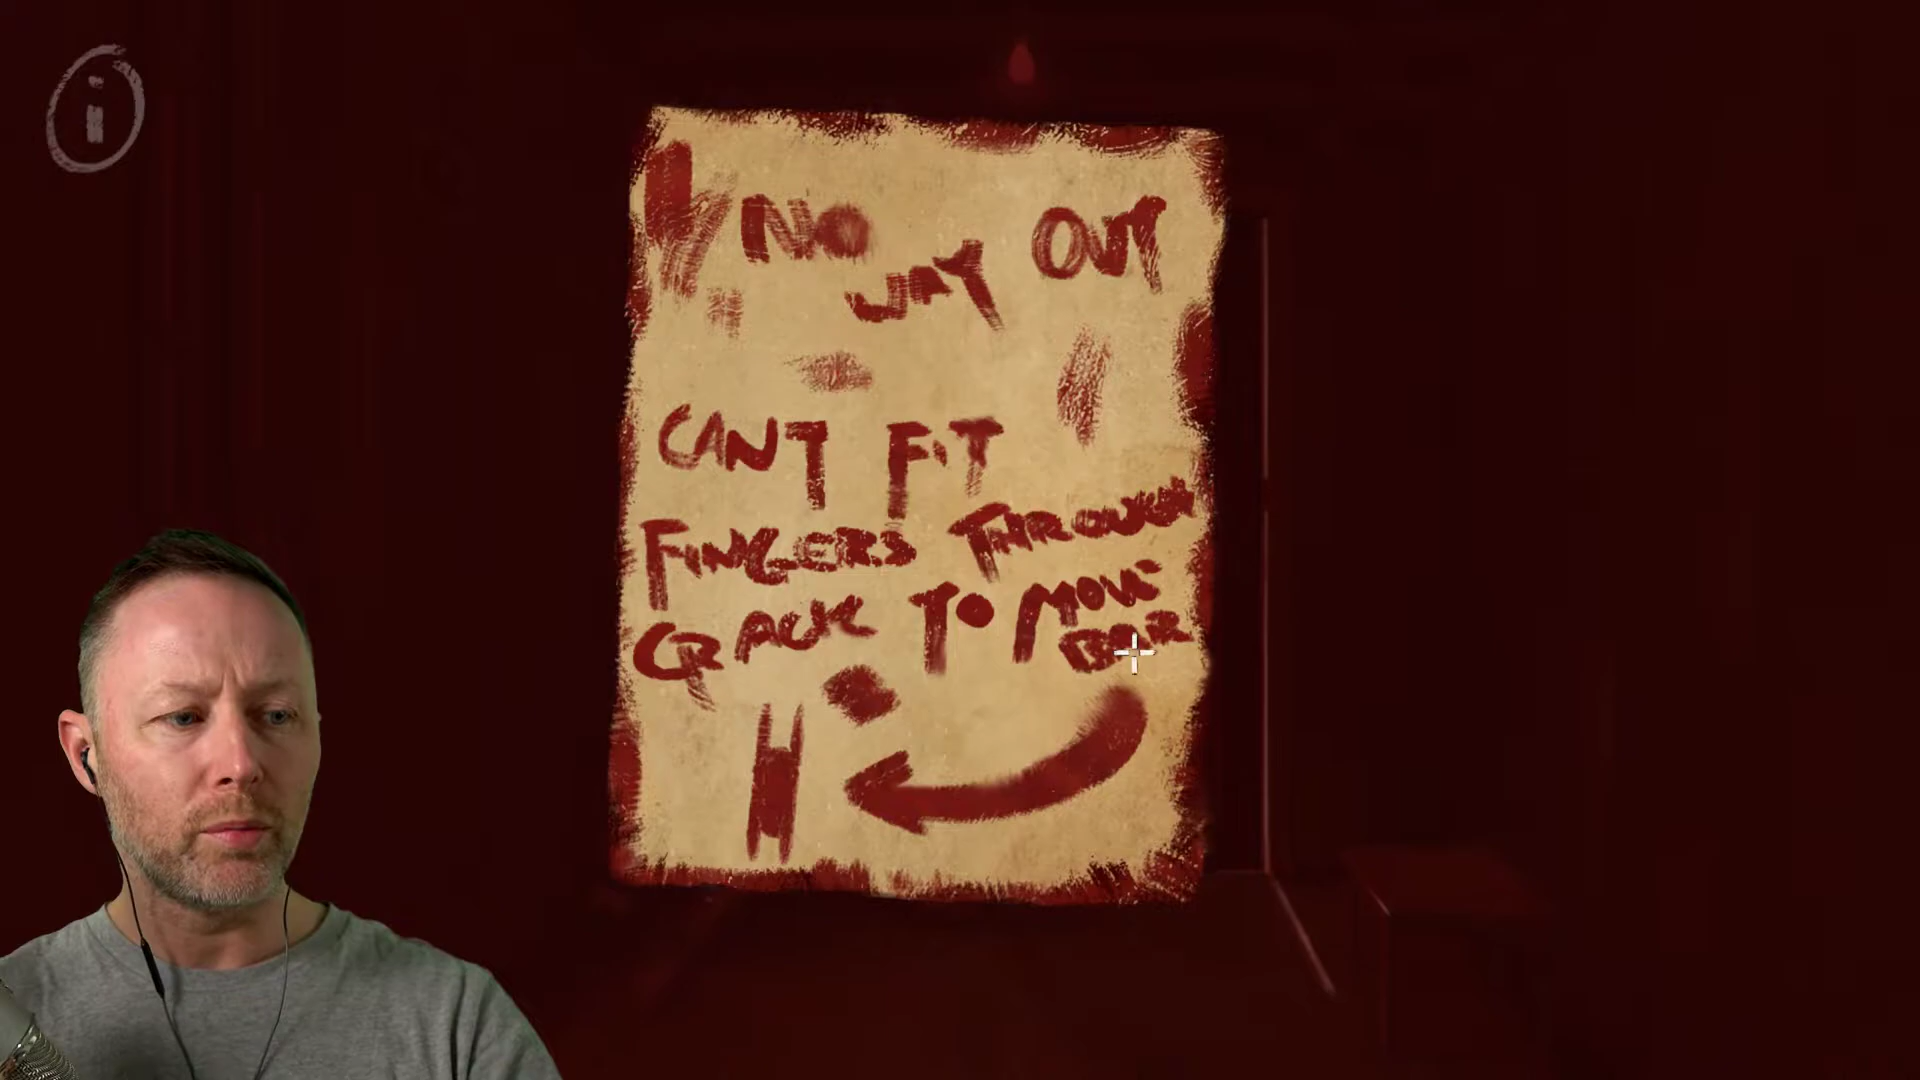 NO WAY OUT
CANT FIT
FINGERS THROUGH
CRACK TO MOVE
BAR
i